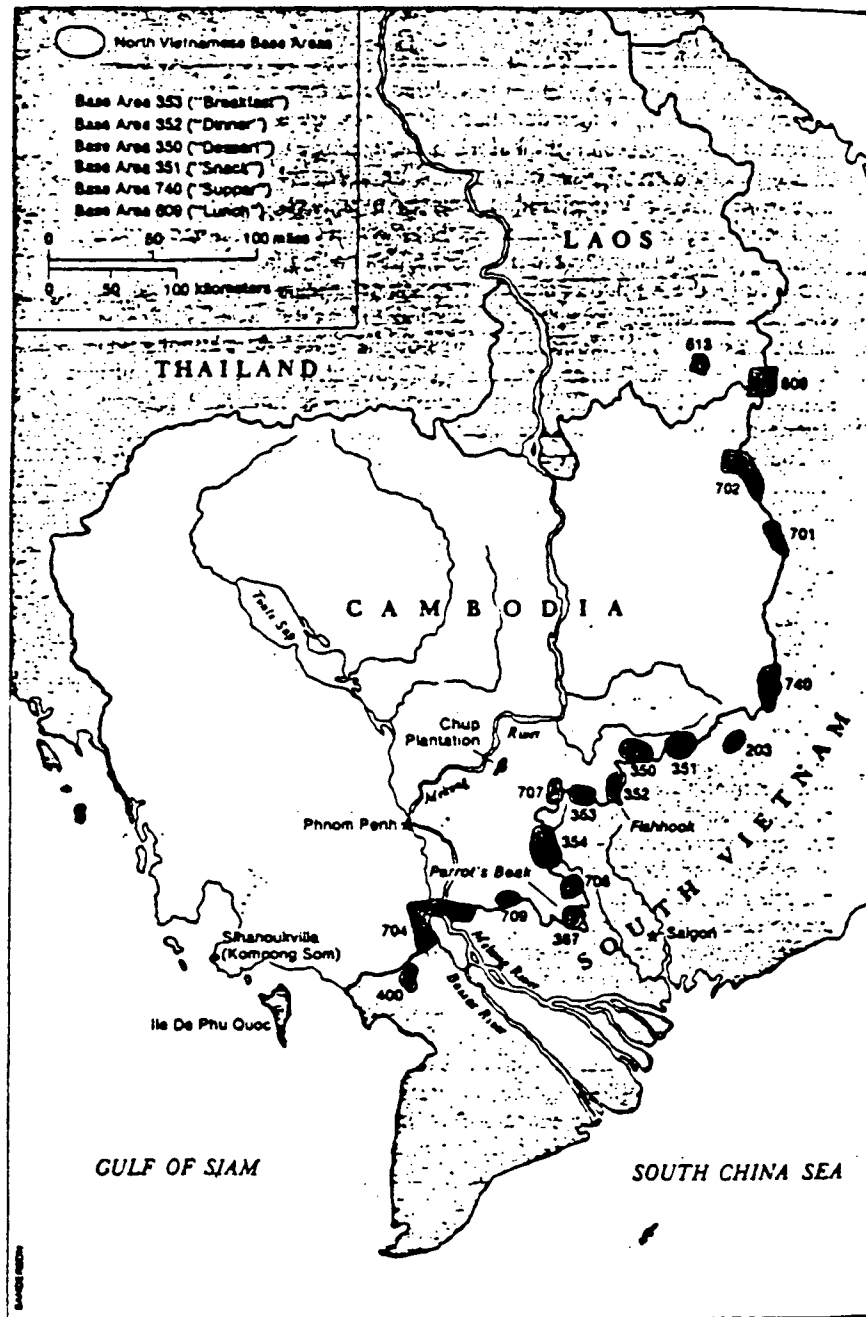 North Vietnamese Base Areas
Base Area 353 ("Breakfast")
Base Area 352 ("Dinner")
Base Area 350 ("Dessert")
Base Area 351 ("Snack")
Base Area 740 ("Supper")
Base Area 609 ("Lunch")
0 50 100 miles
0 50 100 kilometers
LAOS
THAILAND
613
609
702
701
CAMBODIA
Tonle Sap
740
Chup
Plantation
River
Mekong
203
351
350
352
707
353
Fishhook
Phnom Penh
354
Parrot's Beak
706
709
367
SOUTH VIETNAM
Saigon
704
Sihanoukville
(Kompong Som)
Mekong River
400
Bassac River
Ile De Phu Quoc
GULF OF SIAM
SOUTH CHINA SEA
SANDERSON